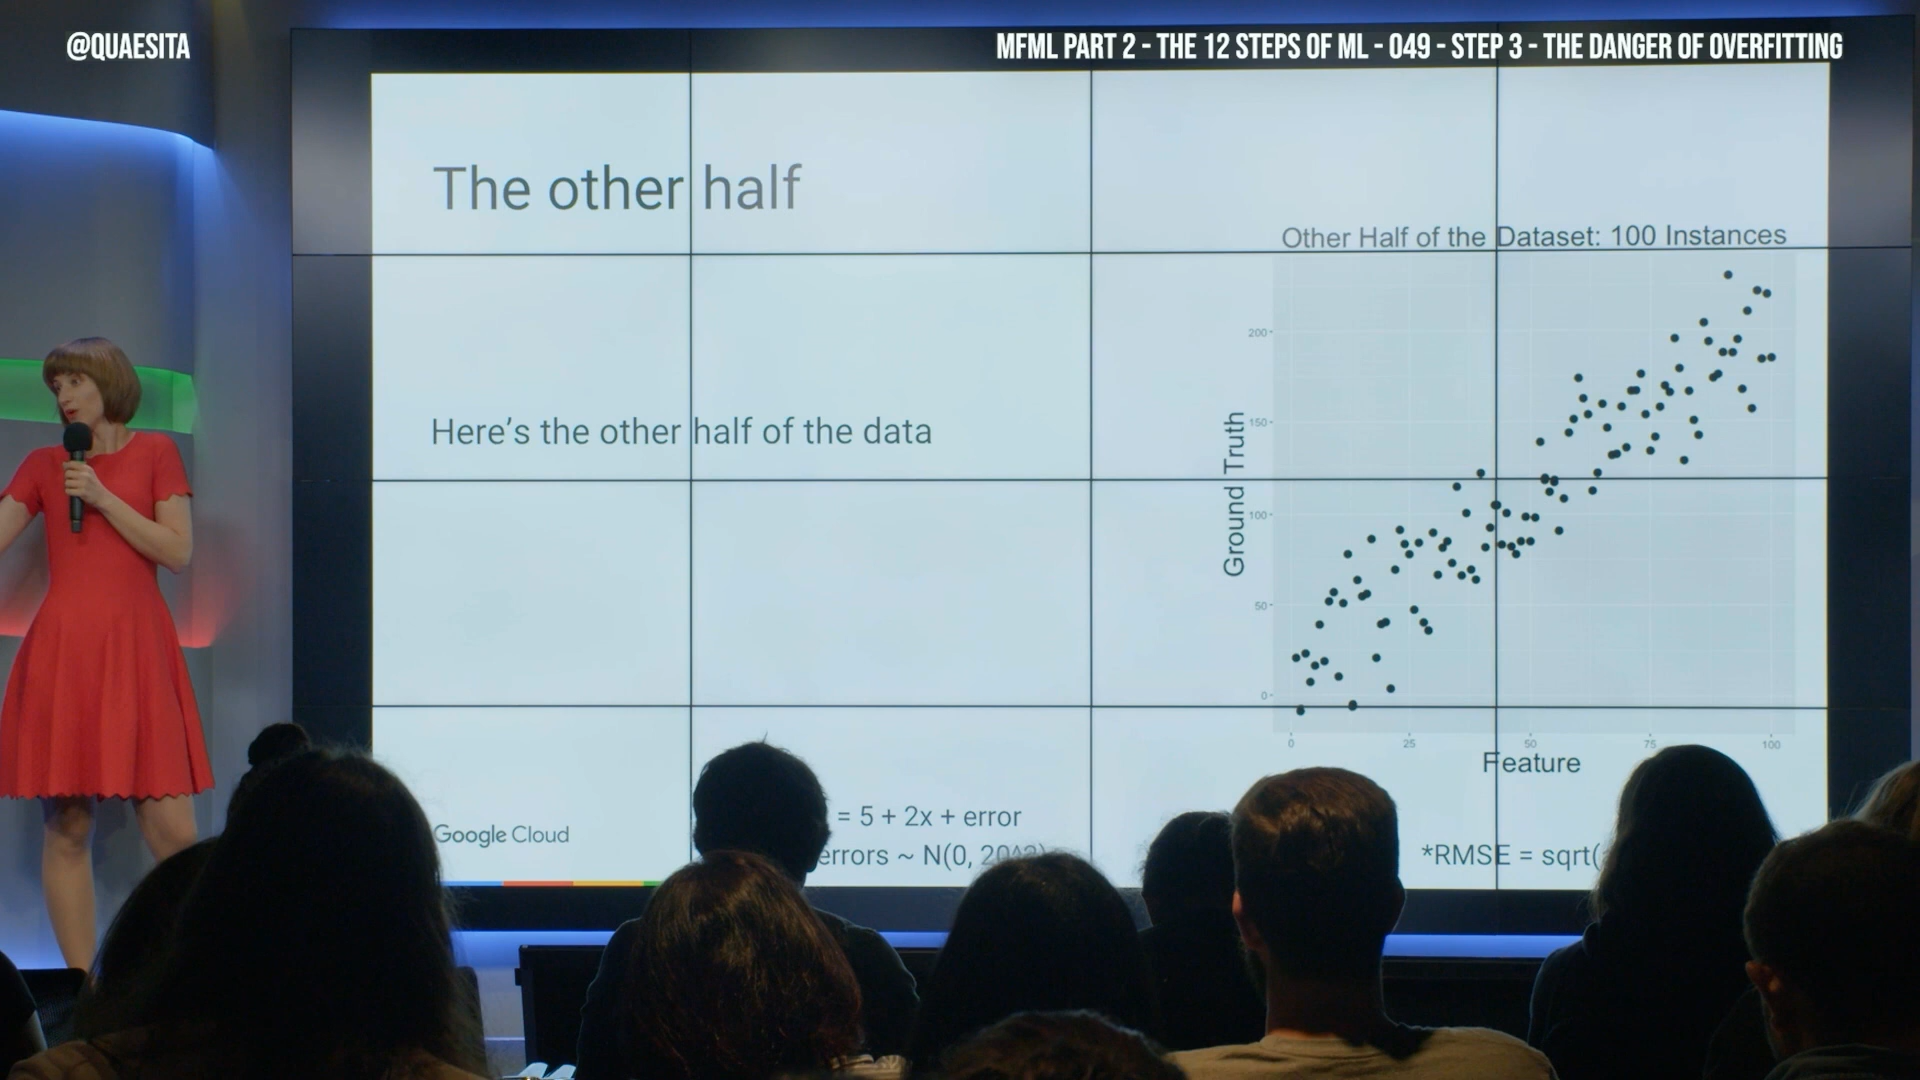 @QUAESITA
MFML PART 2 - THE 12 STEPS OF ML - 049 - STEP 3 - THE DANGER OF OVERFITTING
The other half
Here’s the other half of the data
Other Half of the Dataset: 100 Instances
Ground Truth
200
150
100
50
0
0 25 50 75 100
Feature
Google Cloud
= 5 + 2x + error
errors ~ N(0, 20^2)
*RMSE = sqrt(